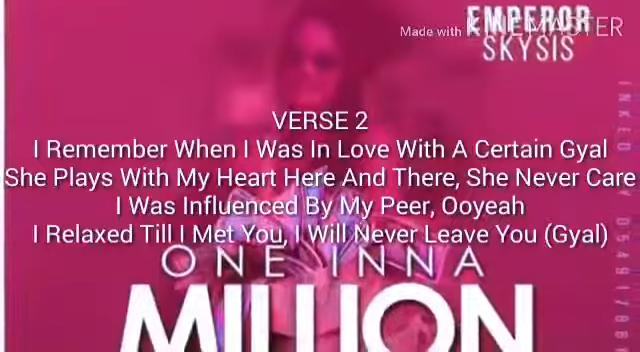 EMPEROR
Made with KINEMASTER
SKYSIS
VERSE 2
I Remember When I Was In Love With A Certain Gyal
She Plays With My Heart Here And There, She Never Care
I Was Influenced By My Peer, Ooyeah
I Relaxed Till I Met You, I Will Never Leave You (Gyal)
ONE INNA
MILLION
INKED